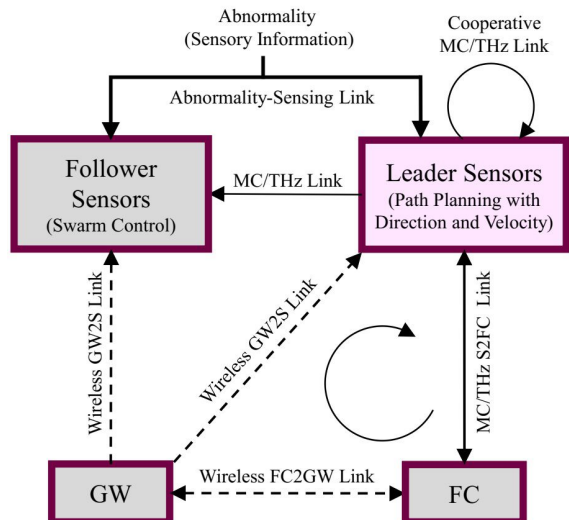 Abnormality
(Sensory Information)
Cooperative
MC/THz Link
Abnormality-Sensing Link
Follower
Sensors
(Swarm Control)
MC/THz Link
Leader Sensors
(Path Planning with
Direction and Velocity)
Wireless GW2S Link
Wireless GW2S Link
MC/THz S2FC Link
GW
Wireless FC2GW Link
FC